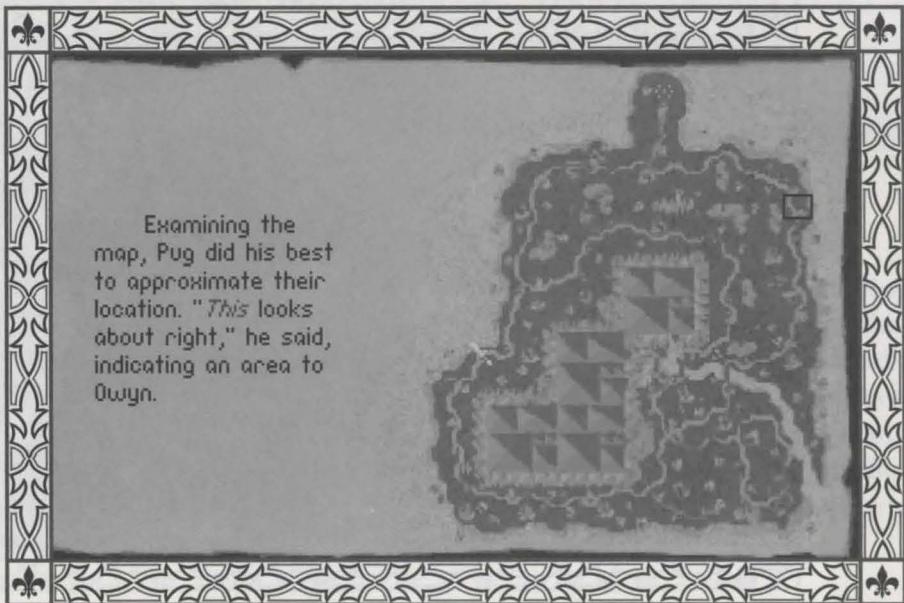 Examining the
map, Pug did his best
to approximate their
location. "This looks
about right," he said,
indicating an area to
Owyn.